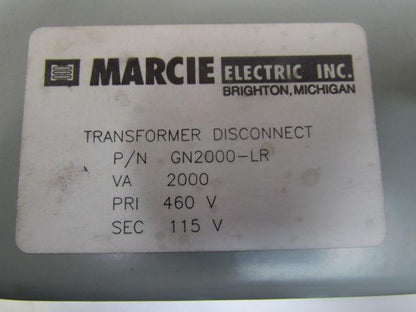 MARCIE ELECTRIC INC.
BRIGHTON, MICHIGAN
TRANSFORMER DISCONNECT
P/N GN2000-LR
VA 2000
PRI 460 V
SEC 115 V